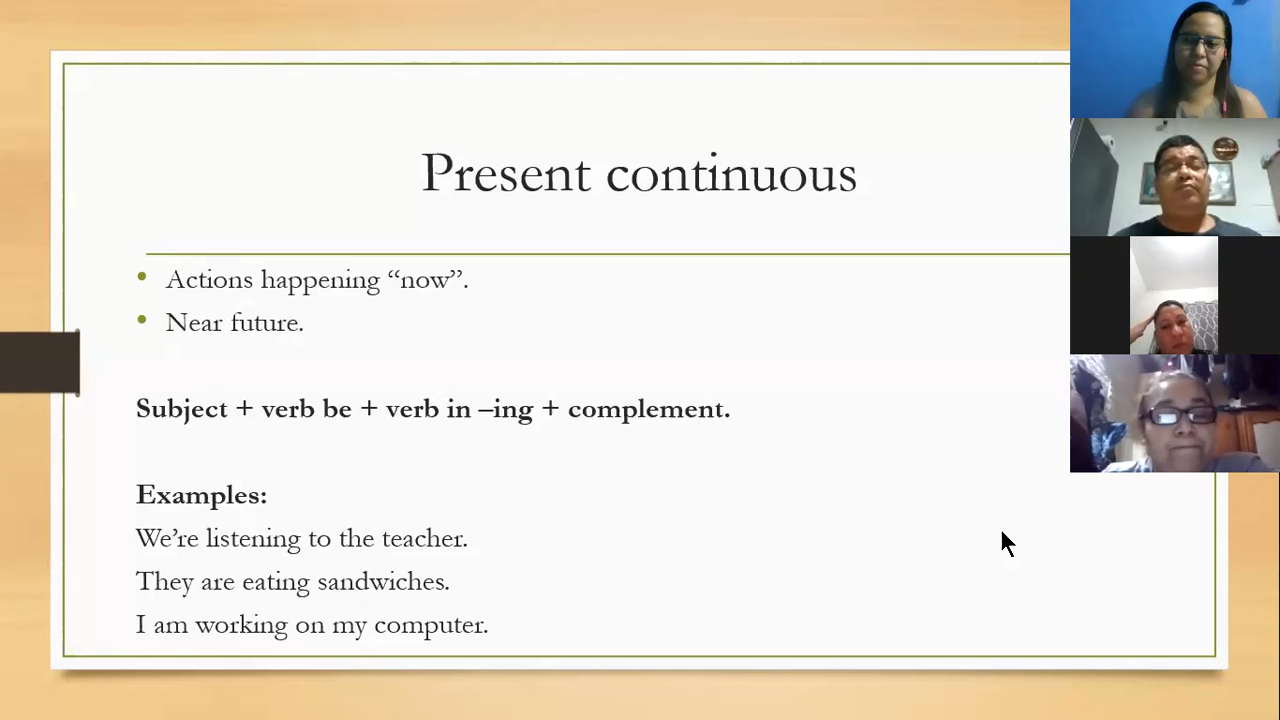 Present continuous
• Actions happening “now”.
• Near future.
Subject + verb be + verb in –ing + complement.
Examples:
We’re listening to the teacher.
They are eating sandwiches.
I am working on my computer.